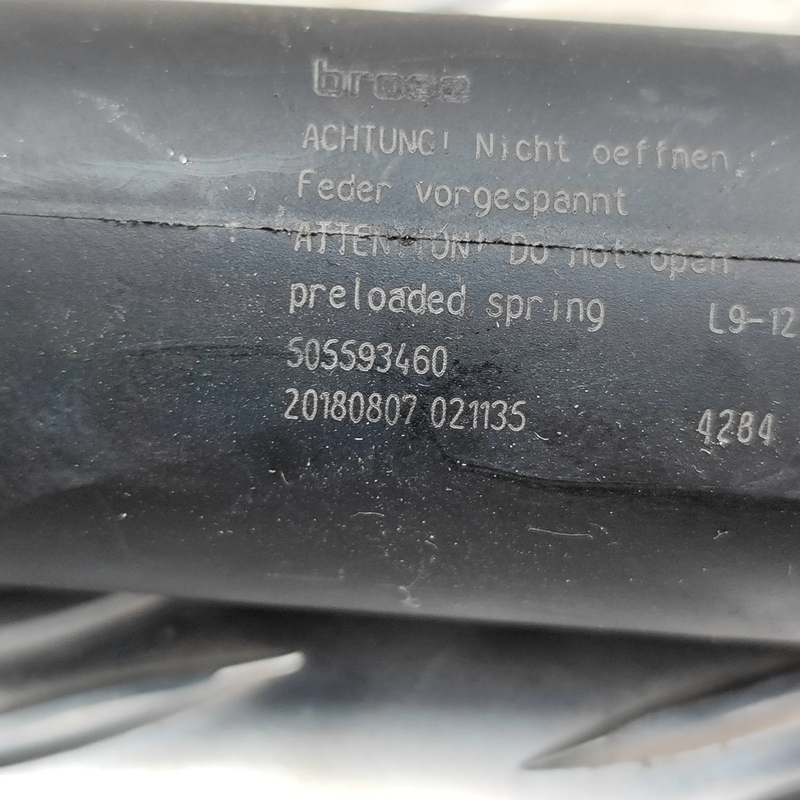 brose
ACHTUNG! Nicht oeffnen.
Feder vorgespannt
ATTENTION! Do not open
preloaded spring L9-12
505593460
20180807 021135 4284